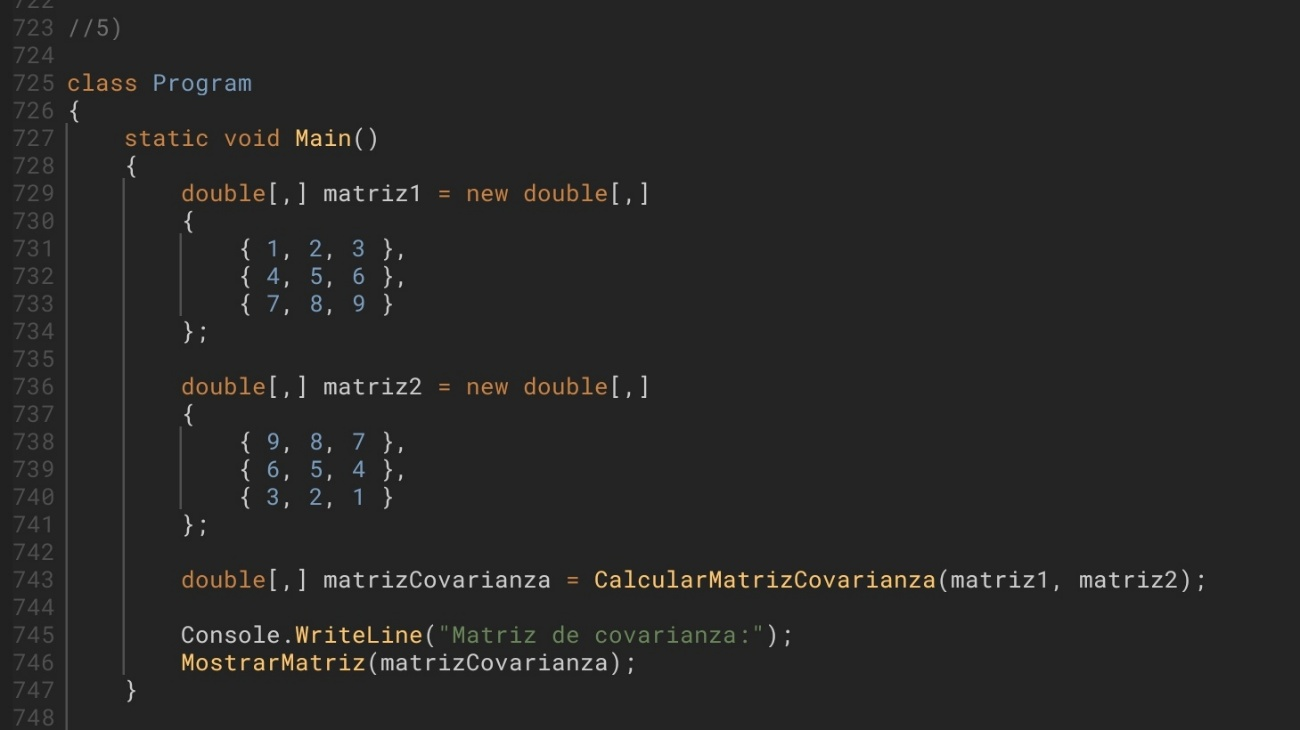 722
723 //5)
724
725 class Program
726 {
727     static void Main()
728     {
729         double[,] matriz1 = new double[,]
730         {
731             { 1, 2, 3 },
732             { 4, 5, 6 },
733             { 7, 8, 9 }
734         };
735
736         double[,] matriz2 = new double[,]
737         {
738             { 9, 8, 7 },
739             { 6, 5, 4 },
740             { 3, 2, 1 }
741         };
742
743         double[,] matrizCovarianza = CalcularMatrizCovarianza(matriz1, matriz2);
744
745         Console.WriteLine("Matriz de covarianza:");
746         MostrarMatriz(matrizCovarianza);
747     }
748